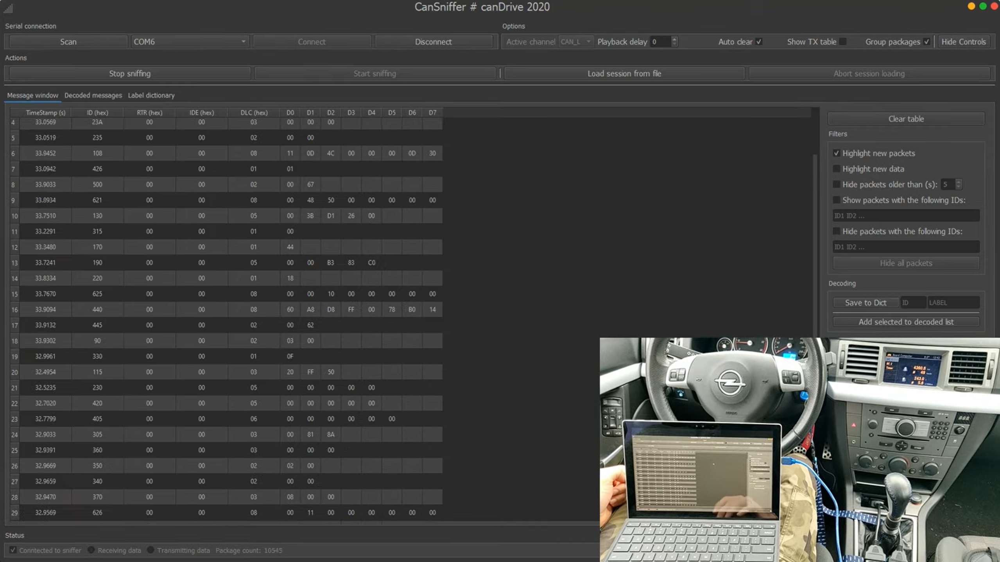 CanSniffer # canDrive 2020
Serial connection
Options
Scan COM6 Connect Disconnect Active channel CAN_L Playback delay 0 Auto clear Show TX table Group packages Hide Controls
Actions
Stop sniffing Start sniffing Load session from file Abort session loading
Message window Decoded messages Label dictionary
TimeStamp (s) ID (hex) RTR (hex) IDE (hex) DLC (hex) D0 D1 D2 D3 D4 D5 D6 D7
4 33.0569 23A 00 00 03 00 00 00
5 33.0519 235 00 00 02 00 00
6 33.9452 108 00 00 08 11 0D 4C 00 00 00 0D 30
7 33.0942 426 00 00 01 01
8 33.9033 500 00 00 02 00 67
9 33.8934 621 00 00 08 00 48 50 00 00 00 00 00
10 33.7510 130 00 00 05 00 3B D1 26 00
11 33.2291 315 00 00 01 00
12 33.3480 170 00 00 01 44
13 33.7241 190 00 00 05 00 00 B3 83 C0
14 33.8334 220 00 00 01 18
15 33.7670 625 00 00 08 00 00 10 00 00 00 00 00
16 33.9094 440 00 00 08 60 A8 D8 FF 00 78 B0 14
17 33.9132 445 00 00 02 00 62
18 33.9302 90 00 00 02 03 00
19 32.9961 330 00 00 01 0F
20 32.4954 115 00 00 03 20 FF 50
21 32.5235 230 00 00 05 00 00 00 00 00
22 32.7020 420 00 00 05 00 00 00 00 00
23 32.7799 405 00 00 06 00 00 00 00 00 00
24 32.9033 305 00 00 03 00 81 8A
25 32.9391 360 00 00 03 00 00 00
26 32.9669 350 00 00 02 02 00
27 32.9659 340 00 00 02 00 00
28 32.9470 370 00 00 03 08 00 00
29 32.9569 626 00 00 08 00 11 00 00 00 00 00 00
Clear table
Filters
Highlight new packets
Highlight new data
Hide packets older than (s): 5
Show packets with the following IDs:
ID1 ID2 ...
Hide packets with the following IDs:
ID1 ID2 ...
Hide all packets
Decoding
Save to Dict ID LABEL
Add selected to decoded list
Board Computer
Status
Conntected to sniffer Receiving data Transmitting data Package count: 10545